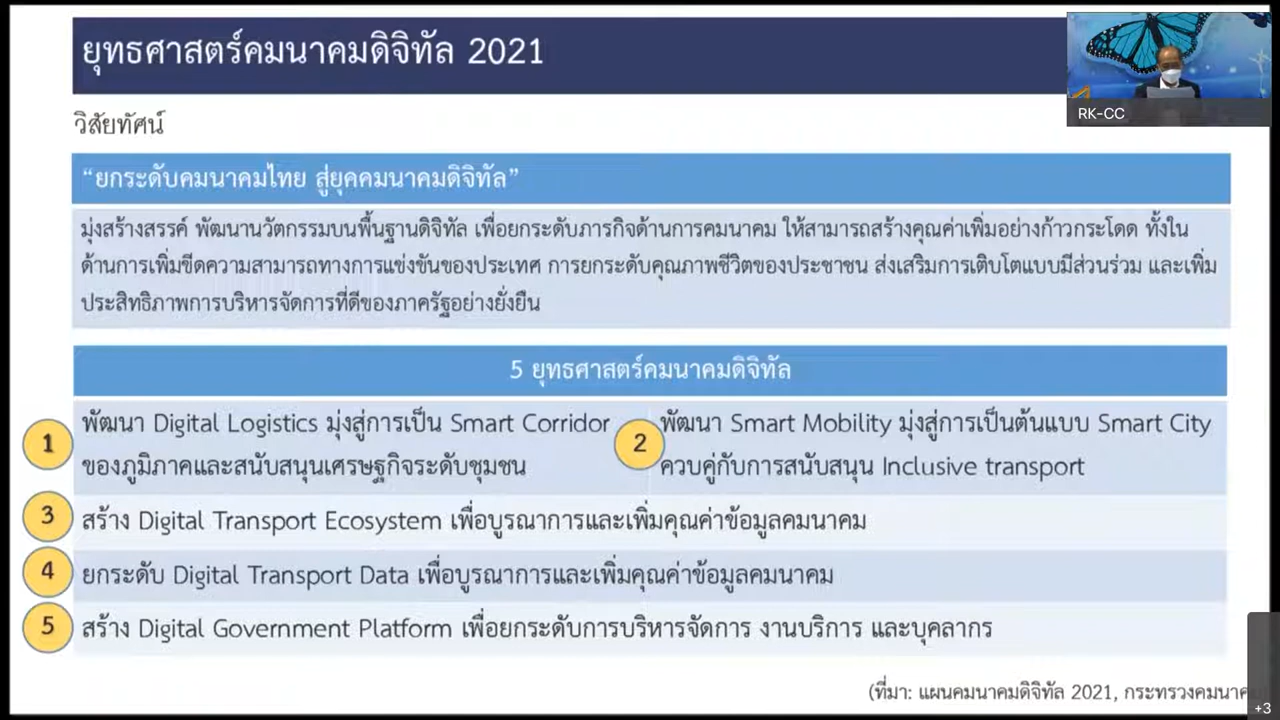 ยุทธศาสตร์คมนาคมดิจิทัล 2021
RK-CC
วิสัยทัศน์
“ยกระดับคมนาคมไทย สู่ยุคคมนาคมดิจิทัล”
มุ่งสร้างสรรค์ พัฒนานวัตกรรมบนพื้นฐานดิจิทัล เพื่อยกระดับภารกิจด้านการคมนาคม ให้สามารถสร้างคุณค่าเพิ่มอย่างก้าวกระโดด ทั้งใน
ด้านการเพิ่มขีดความสามารถทางการแข่งขันของประเทศ การยกระดับคุณภาพชีวิตของประชาชน ส่งเสริมการเติบโตแบบมีส่วนร่วม และเพิ่ม
ประสิทธิภาพการบริหารจัดการที่ดีของภาครัฐอย่างยั่งยืน
5 ยุทธศาสตร์คมนาคมดิจิทัล
1
พัฒนา Digital Logistics มุ่งสู่การเป็น Smart Corridor
ของภูมิภาคและสนับสนุนเศรษฐกิจระดับชุมชน
2
พัฒนา Smart Mobility มุ่งสู่การเป็นต้นแบบ Smart City
ควบคู่กับการสนับสนุน Inclusive transport
3 สร้าง Digital Transport Ecosystem เพื่อบูรณาการและเพิ่มคุณค่าข้อมูลคมนาคม
4 ยกระดับ Digital Transport Data เพื่อบูรณาการและเพิ่มคุณค่าข้อมูลคมนาคม
5 สร้าง Digital Government Platform เพื่อยกระดับการบริหารจัดการ งานบริการ และบุคลากร
(ที่มา: แผนคมนาคมดิจิทัล 2021, กระทรวงคมนาคม
+3